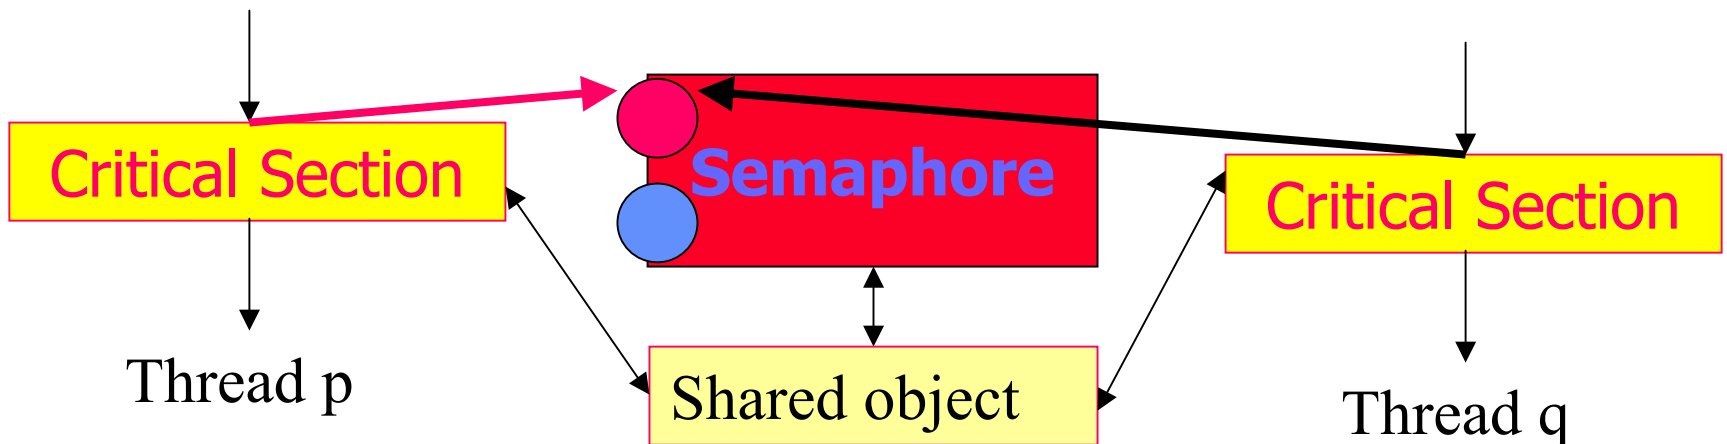 Critical Section
Semaphore
Critical Section
Thread p
Shared object
Thread q